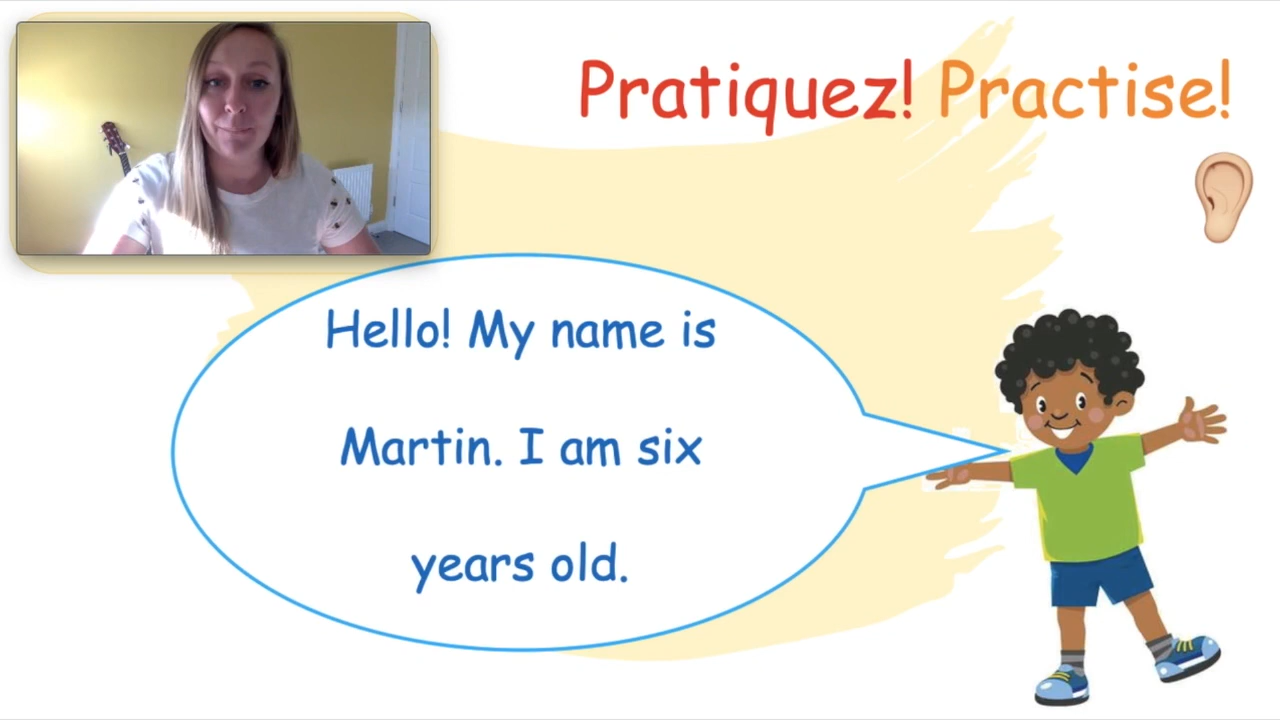 Pratiquez! Practise!
Hello! My name is
Martin. I am six
years old.